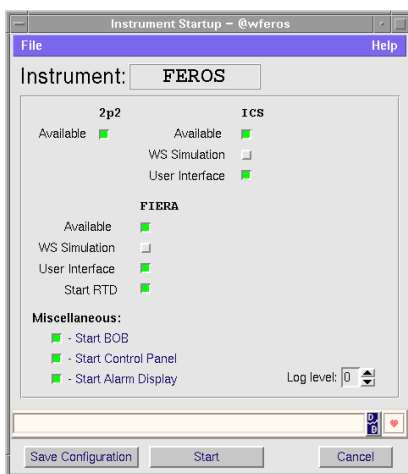 Instrument Startup – @wferos
File Help
Instrument: FEROS
2p2 ICS
Available Available
WS Simulation
User Interface
FIERA
Available
WS Simulation
User Interface
Start RTD
Miscellaneous:
- Start BOB
- Start Control Panel
- Start Alarm Display Log level: 0
D B
Save Configuration Start Cancel